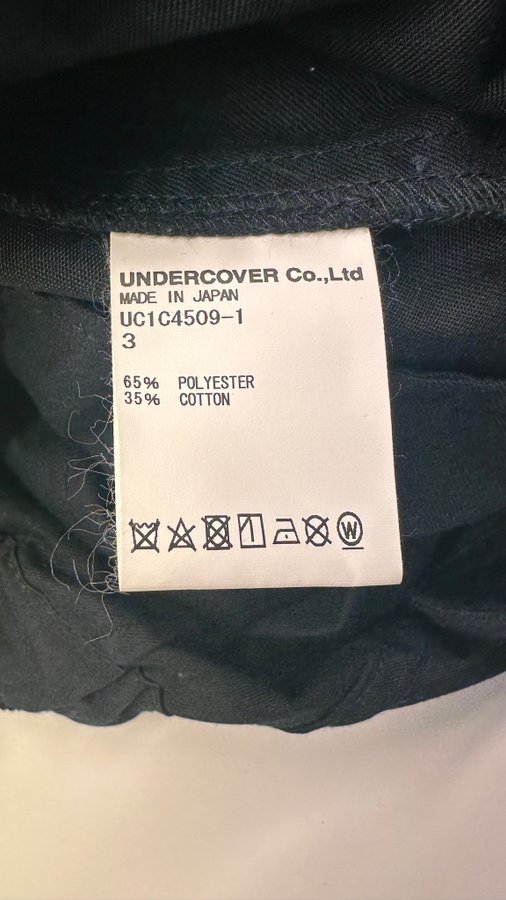 UNDERCOVER Co.,Ltd
MADE IN JAPAN
UC1C4509-1
3
65% POLYESTER
35% COTTON
W